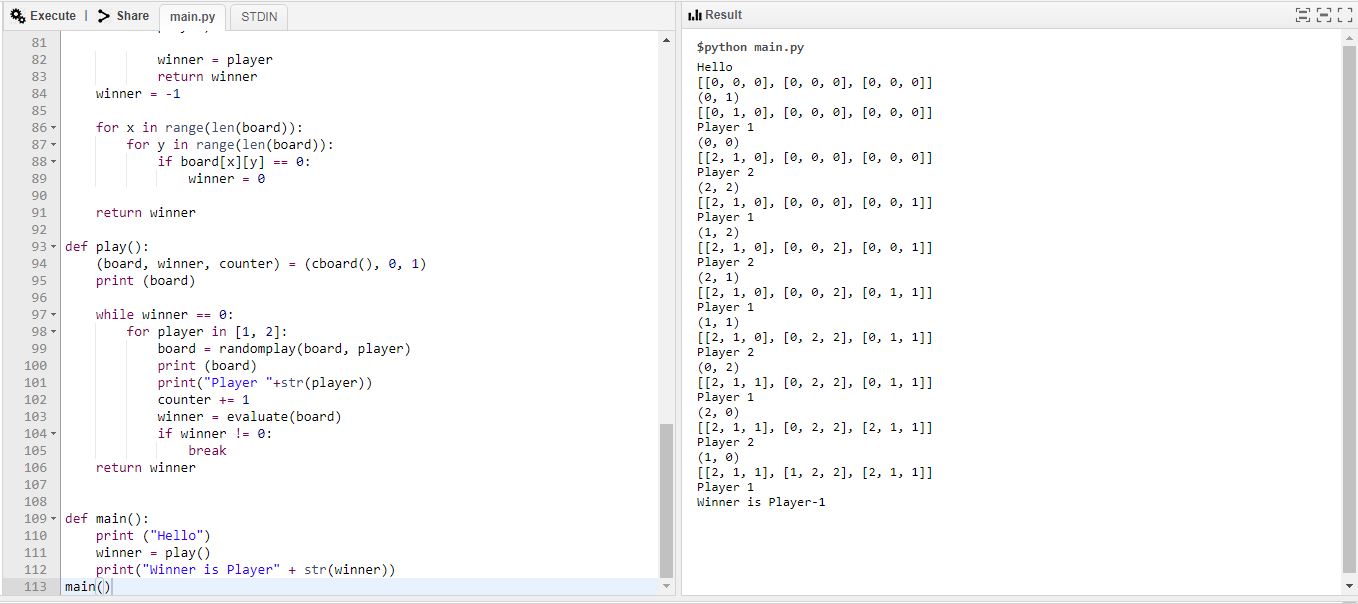 Execute | Share main.py STDIN
81
82 winner = player
83 return winner
84 winner = -1
85
86 for x in range(len(board)):
87 for y in range(len(board)):
88 if board[x][y] == 0:
89 winner = 0
90
91 return winner
92
93 def play():
94 (board, winner, counter) = (cboard(), 0, 1)
95 print (board)
96
97 while winner == 0:
98 for player in [1, 2]:
99 board = randomplay(board, player)
100 print (board)
101 print("Player "+str(player))
102 counter += 1
103 winner = evaluate(board)
104 if winner != 0:
105 break
106 return winner
107
108
109 def main():
110 print ("Hello")
111 winner = play()
112 print("Winner is Player" + str(winner))
113 main()
Result
$python main.py
Hello
[[0, 0, 0], [0, 0, 0], [0, 0, 0]]
(0, 1)
[[0, 1, 0], [0, 0, 0], [0, 0, 0]]
Player 1
(0, 0)
[[2, 1, 0], [0, 0, 0], [0, 0, 0]]
Player 2
(2, 2)
[[2, 1, 0], [0, 0, 0], [0, 0, 1]]
Player 1
(1, 2)
[[2, 1, 0], [0, 0, 2], [0, 0, 1]]
Player 2
(2, 1)
[[2, 1, 0], [0, 0, 2], [0, 1, 1]]
Player 1
(1, 1)
[[2, 1, 0], [0, 2, 2], [0, 1, 1]]
Player 2
(0, 2)
[[2, 1, 1], [0, 2, 2], [0, 1, 1]]
Player 1
(2, 0)
[[2, 1, 1], [0, 2, 2], [2, 1, 1]]
Player 2
(1, 0)
[[2, 1, 1], [1, 2, 2], [2, 1, 1]]
Player 1
Winner is Player-1